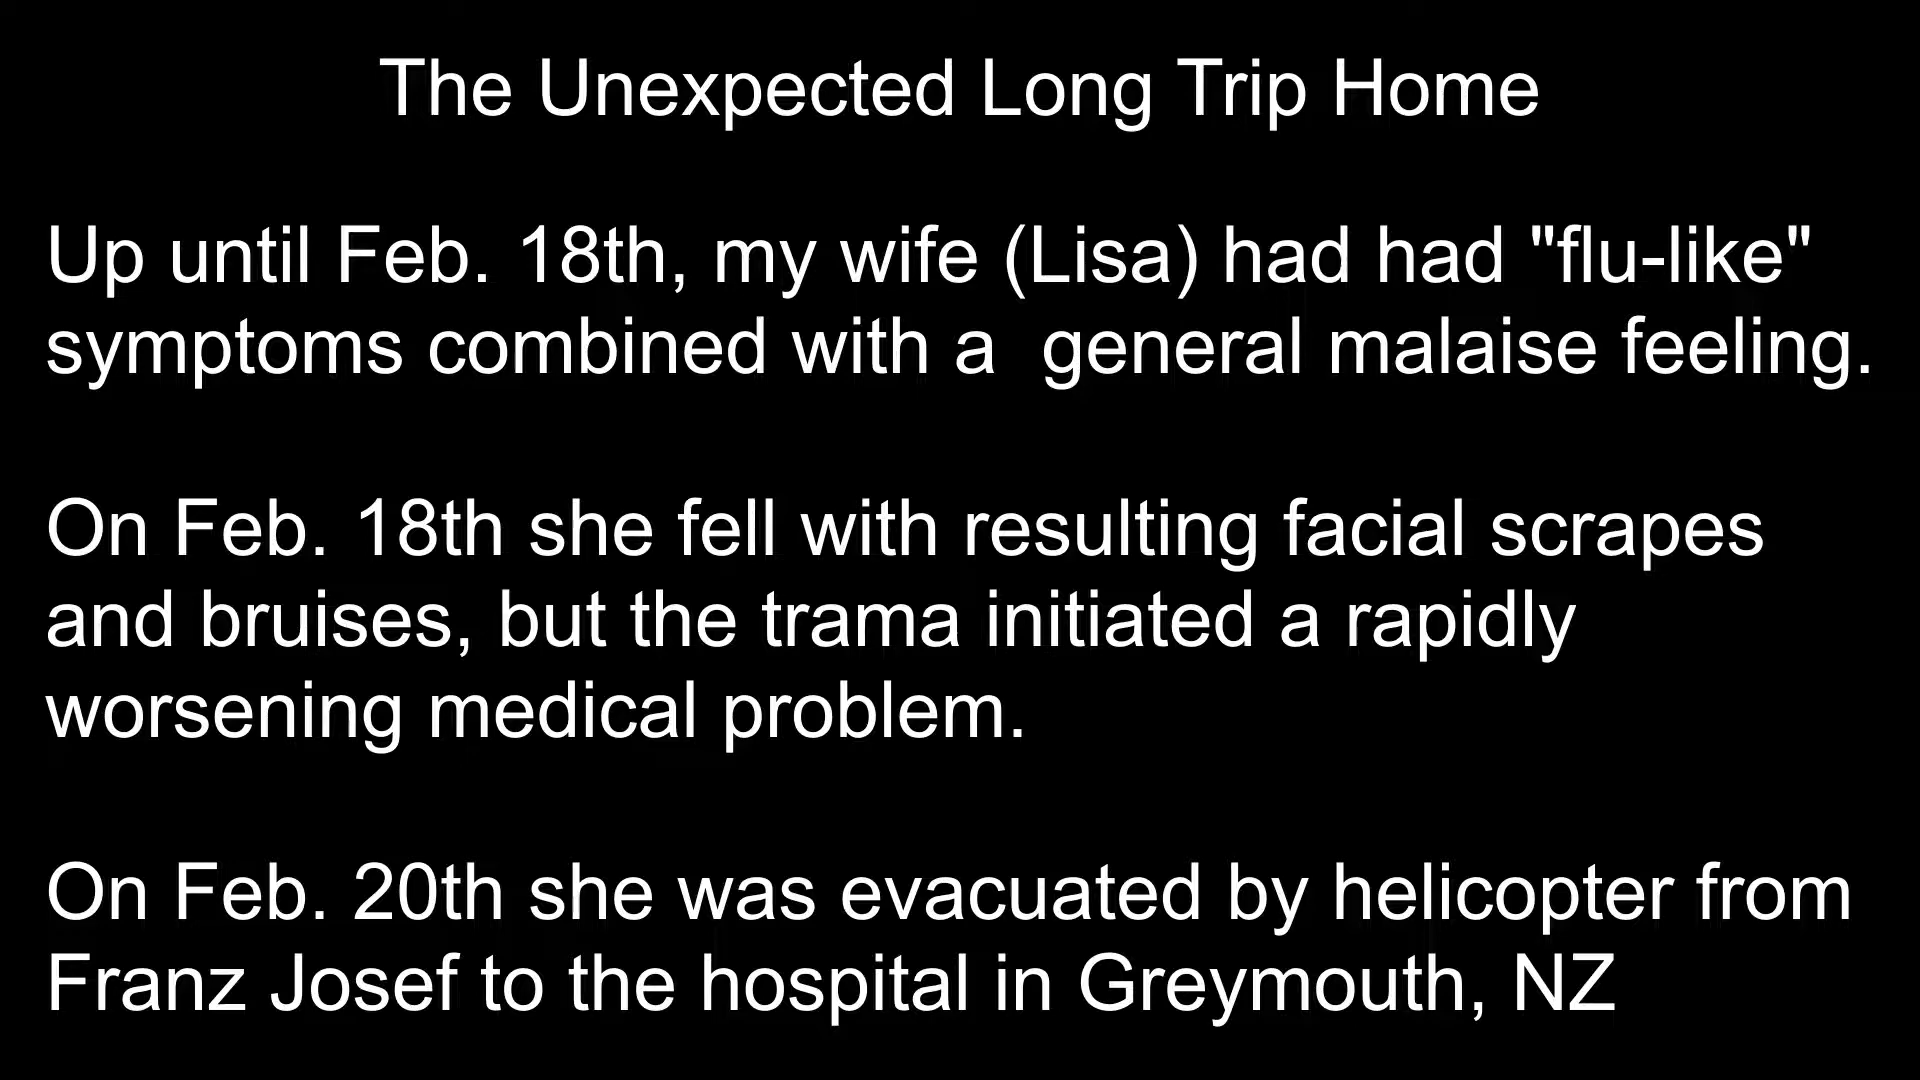 The Unexpected Long Trip Home
Up until Feb. 18th, my wife (Lisa) had had "flu-like"
symptoms combined with a  general malaise feeling.
On Feb. 18th she fell with resulting facial scrapes
and bruises, but the trama initiated a rapidly
worsening medical problem.
On Feb. 20th she was evacuated by helicopter from
Franz Josef to the hospital in Greymouth, NZ